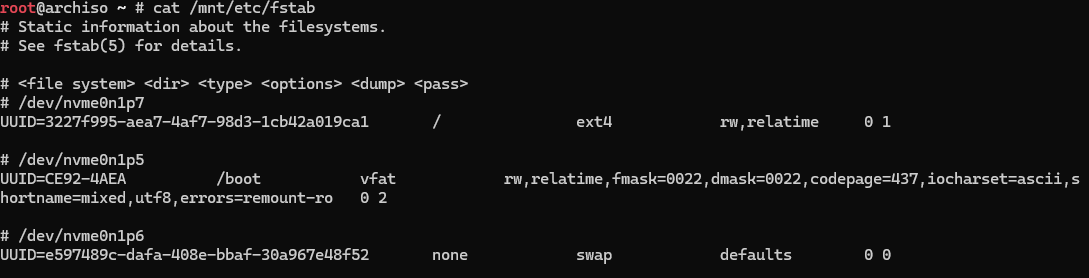 root@archiso ~ # cat /mnt/etc/fstab
# Static information about the filesystems.
# See fstab(5) for details.
# <file system> <dir> <type> <options> <dump> <pass>
# /dev/nvme0n1p7
UUID=3227f995-aea7-4af7-98d3-1cb42a019ca1       /               ext4            rw,relatime     0 1
# /dev/nvme0n1p5
UUID=CE92-4AEA          /boot           vfat            rw,relatime,fmask=0022,dmask=0022,codepage=437,iocharset=ascii,s
hortname=mixed,utf8,errors=remount-ro   0 2
# /dev/nvme0n1p6
UUID=e597489c-dafa-408e-bbaf-30a967e48f52       none            swap            defaults        0 0